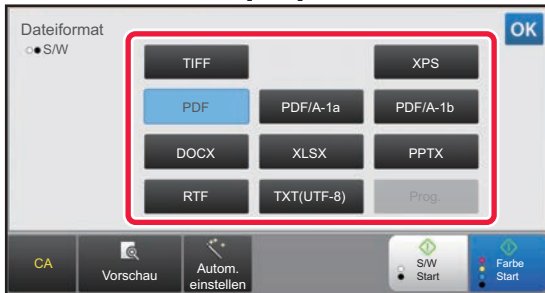 Dateiformat
S/W
OK
TIFF
XPS
PDF
PDF/A-1a
PDF/A-1b
DOCX
XLSX
PPTX
RTF
TXT(UTF-8)
Prog.
CA
Vorschau
Autom.
einstellen
S/W
Start
Farbe
Start